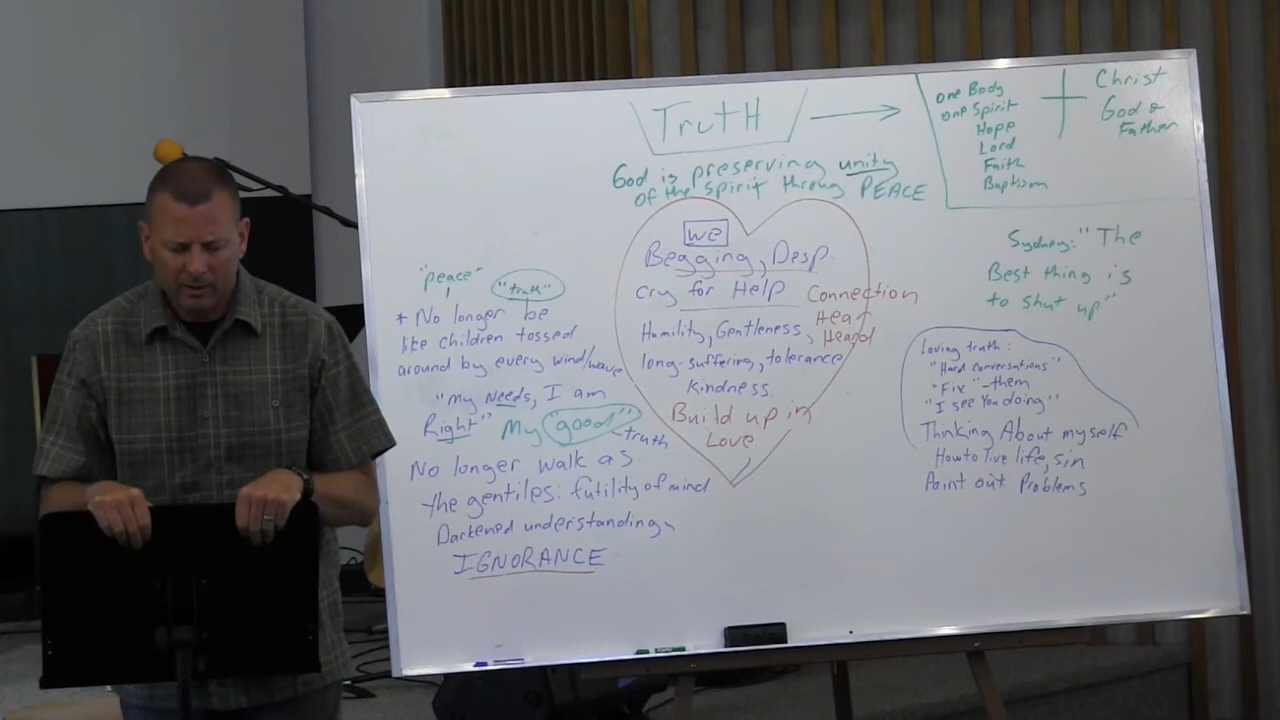 TrutH
God is preserving unity
of the Spirit through PEACE
one Body
one Spirit
Hope
Lord
Faith
Baptism
Christ
God &
Father
we
Begging, Desp.
cry for Help
Connection
Hear
Heard
Humility, Gentleness,
long-suffering, tolerance
Kindness
Build up in
Love
"peace"
"truth"
* No longer be
like children tossed
around by every wind/wave
"my needs, I am
Right"
My "good"
truth
No longer walk as
the gentiles: futility of mind
Darkened understanding
IGNORANCE
Sydney: "The
Best thing is
to shut up"
Loving truth:
"Hard conversations"
"Fix" - them
"I see You doing"
Thinking About myself
How to live life, sin
Point out Problems